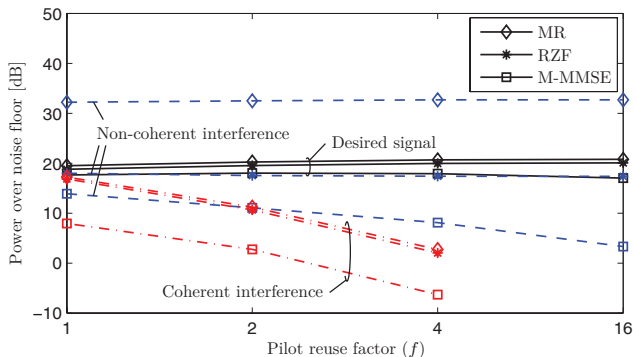 50
40
30
20
10
0
−10
Power over noise floor [dB]
MR
RZF
M-MMSE
Non-coherent interference
Desired signal
Coherent interference
1
2
4
16
Pilot reuse factor (f)